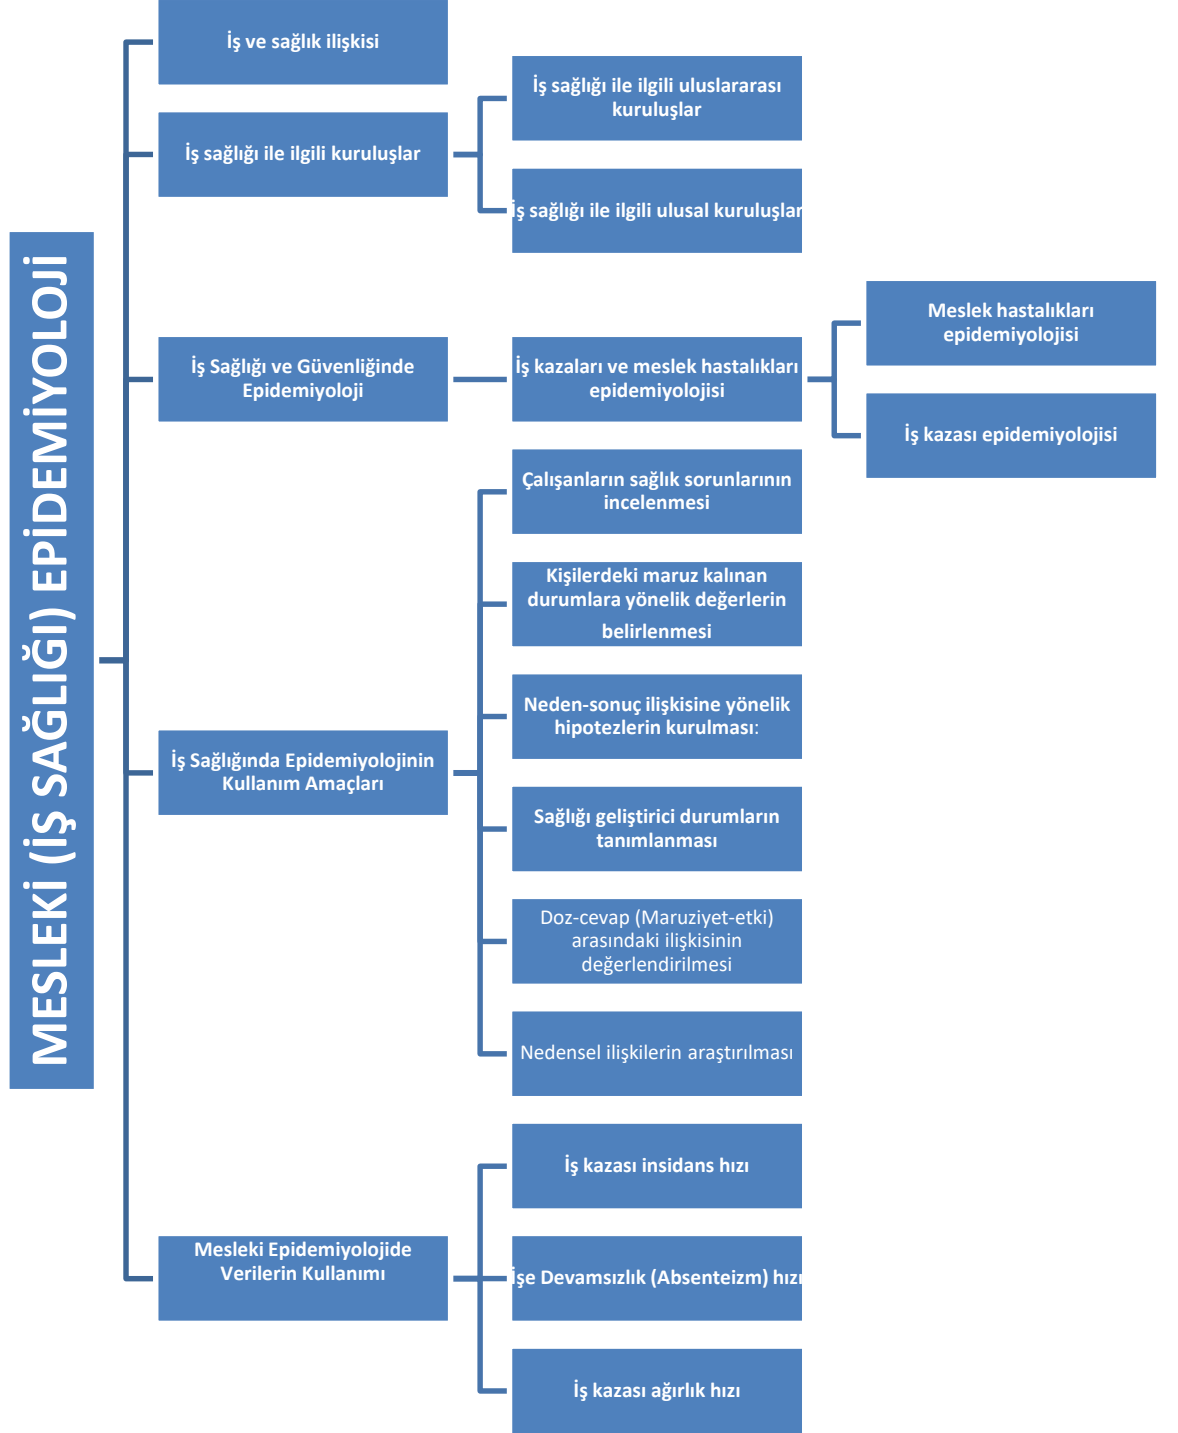 MESLEKİ (İŞ SAĞLIĞI) EPİDEMİYOLOJİ
İş ve sağlık ilişkisi
İş sağlığı ile ilgili kuruluşlar
İş sağlığı ile ilgili uluslararası
kuruluşlar
İş sağlığı ile ilgili ulusal kuruluşlar
İş Sağlığı ve Güvenliğinde
Epidemiyoloji
İş kazaları ve meslek hastalıkları
epidemiyolojisi
Meslek hastalıkları
epidemiyolojisi
İş kazası epidemiyolojisi
İş Sağlığında Epidemiyolojinin
Kullanım Amaçları
Çalışanların sağlık sorunlarının
incelenmesi
Kişilerdeki maruz kalınan
durumlara yönelik değerlerin
belirlenmesi
Neden-sonuç ilişkisine yönelik
hipotezlerin kurulması:
Sağlığı geliştirici durumların
tanımlanması
Doz-cevap (Maruziyet-etki)
arasındaki ilişkisinin
değerlendirilmesi
Nedensel ilişkilerin araştırılması
Mesleki Epidemiyolojide
Verilerin Kullanımı
İş kazası insidans hızı
İşe Devamsızlık (Absenteizm) hızı
İş kazası ağırlık hızı